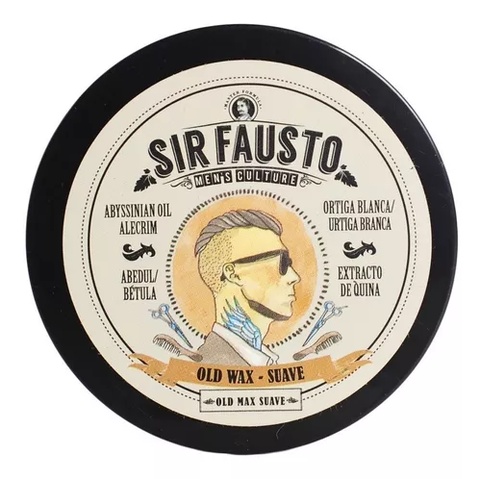 MASTER FORMULA
SIR FAUSTO
MEN'S CULTURE
ABYSSINIAN OIL
ALECRIM
ABEDUL/
BÉTULA
ORTIGA BLANCA/
URTIGA BRANCA
EXTRACTO
DE QUINA
OLD WAX - SUAVE
OLD MAX SUAVE